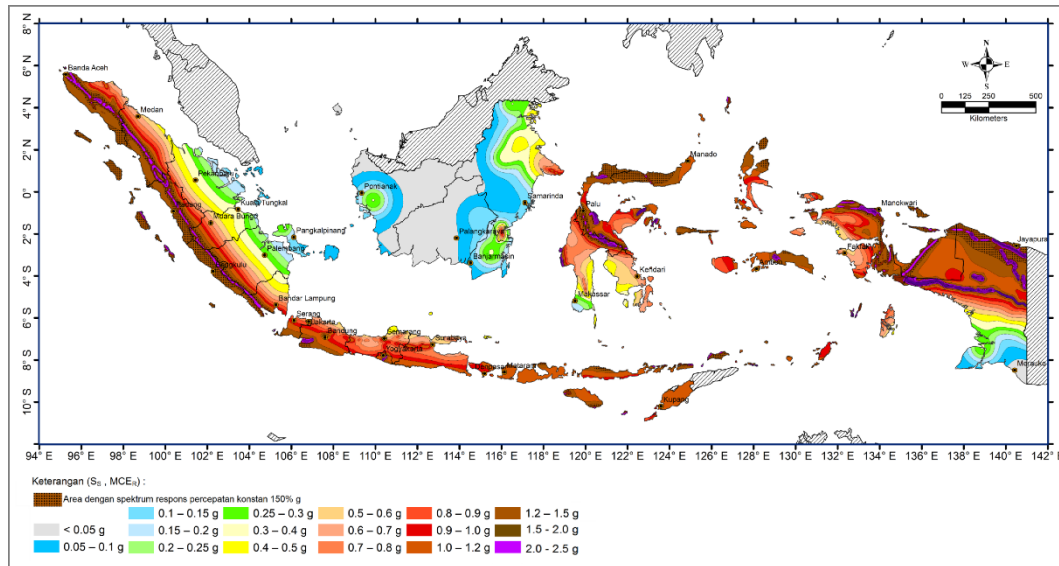 8° N
6° N
4° N
2° N
0°
2° S
4° S
6° S
8° S
10° S
N
W E
S
0 125 250 500
Kilometers
Banda Aceh
Medan
Pekanbaru
Kuala Tungkal
Padang
Muara Bungo
Pangkalpinang
Palembang
Bengkulu
Bandar Lampung
Serang
Jakarta
Bandung
Semarang
Yogyakarta
Surabaya
Denpasar
Mataram
Kupang
Pontianak
Palangkaraya
Samarinda
Banjarmasin
Manado
Palu
Kendari
Makassar
Ambon
Manokwari
Fakfak
Jayapura
Merauke
94° E 96° E 98° E 100° E 102° E 104° E 106° E 108° E 110° E 112° E 114° E 116° E 118° E 120° E 122° E 124° E 126° E 128° E 130° E 132° E 134° E 136° E 138° E 140° E 142° E
Keterangan (SS , MCER) :
Area dengan spektrum respons percepatan konstan 150% g
0.1 – 0.15 g 0.25 – 0.3 g 0.5 – 0.6 g 0.8 – 0.9 g 1.2 – 1.5 g
< 0.05 g 0.15 – 0.2 g 0.3 – 0.4 g 0.6 – 0.7 g 0.9 – 1.0 g 1.5 - 2.0 g
0.05 – 0.1 g 0.2 – 0.25 g 0.4 – 0.5 g 0.7 – 0.8 g 1.0 – 1.2 g 2.0 - 2.5 g